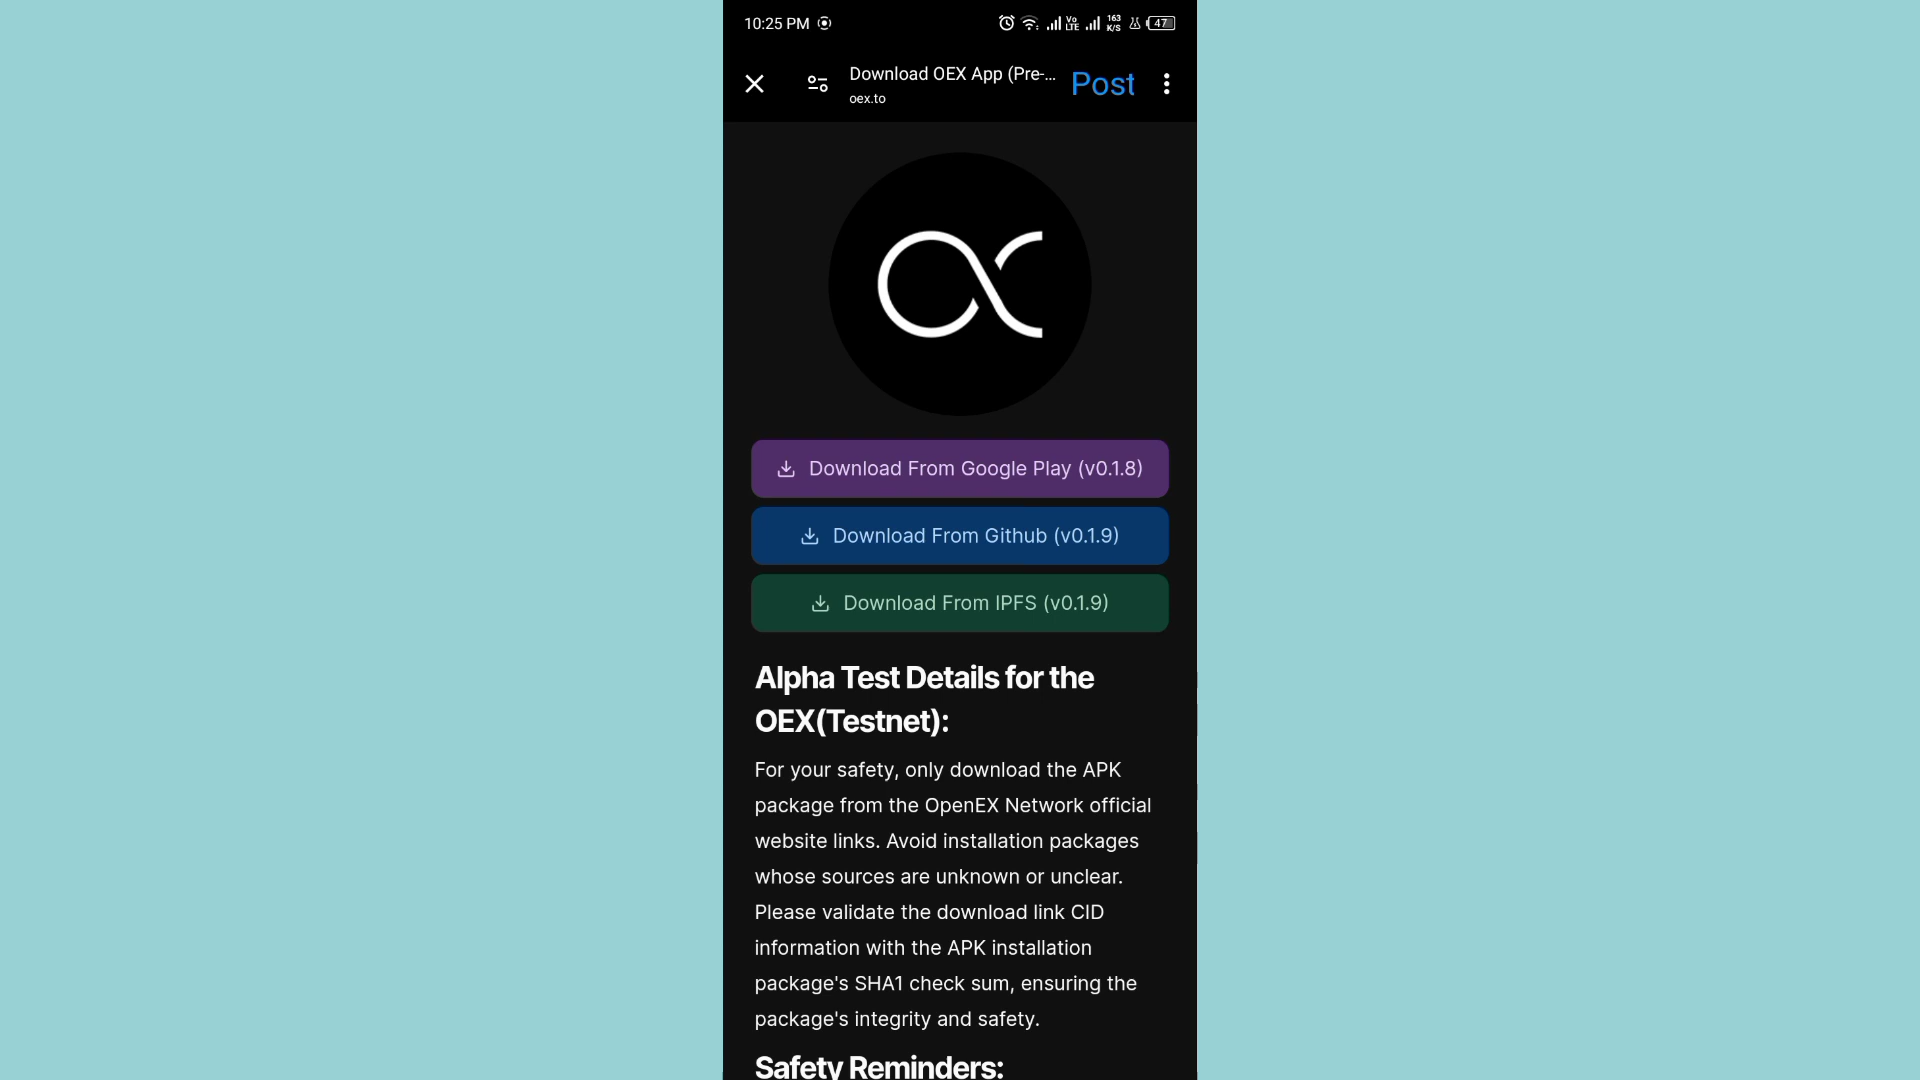 10:25 PM
Vo LTE 163 K/S 47
Download OEX App (Pre-...
oex.to
Post
Download From Google Play (v0.1.8)
Download From Github (v0.1.9)
Download From IPFS (v0.1.9)
Alpha Test Details for the
OEX(Testnet):
For your safety, only download the APK
package from the OpenEX Network official
website links. Avoid installation packages
whose sources are unknown or unclear.
Please validate the download link CID
information with the APK installation
package's SHA1 check sum, ensuring the
package's integrity and safety.
Safety Reminders: